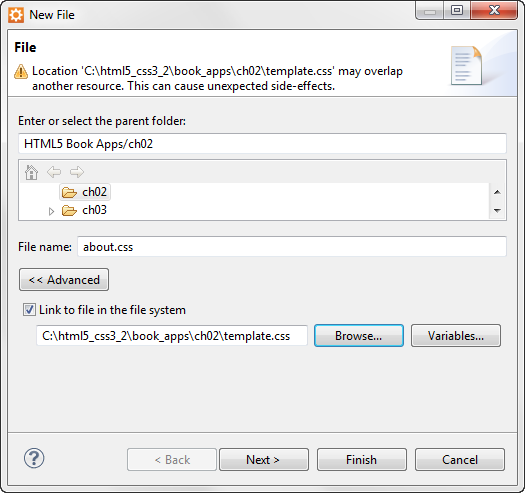 New File
File
Location 'C:\html5_css3_2\book_apps\ch02\template.css' may overlap
another resource. This can cause unexpected side-effects.
Enter or select the parent folder:
HTML5 Book Apps/ch02
ch02
ch03
File name: about.css
<< Advanced
Link to file in the file system
C:\html5_css3_2\book_apps\ch02\template.css Browse... Variables...
? < Back Next > Finish Cancel